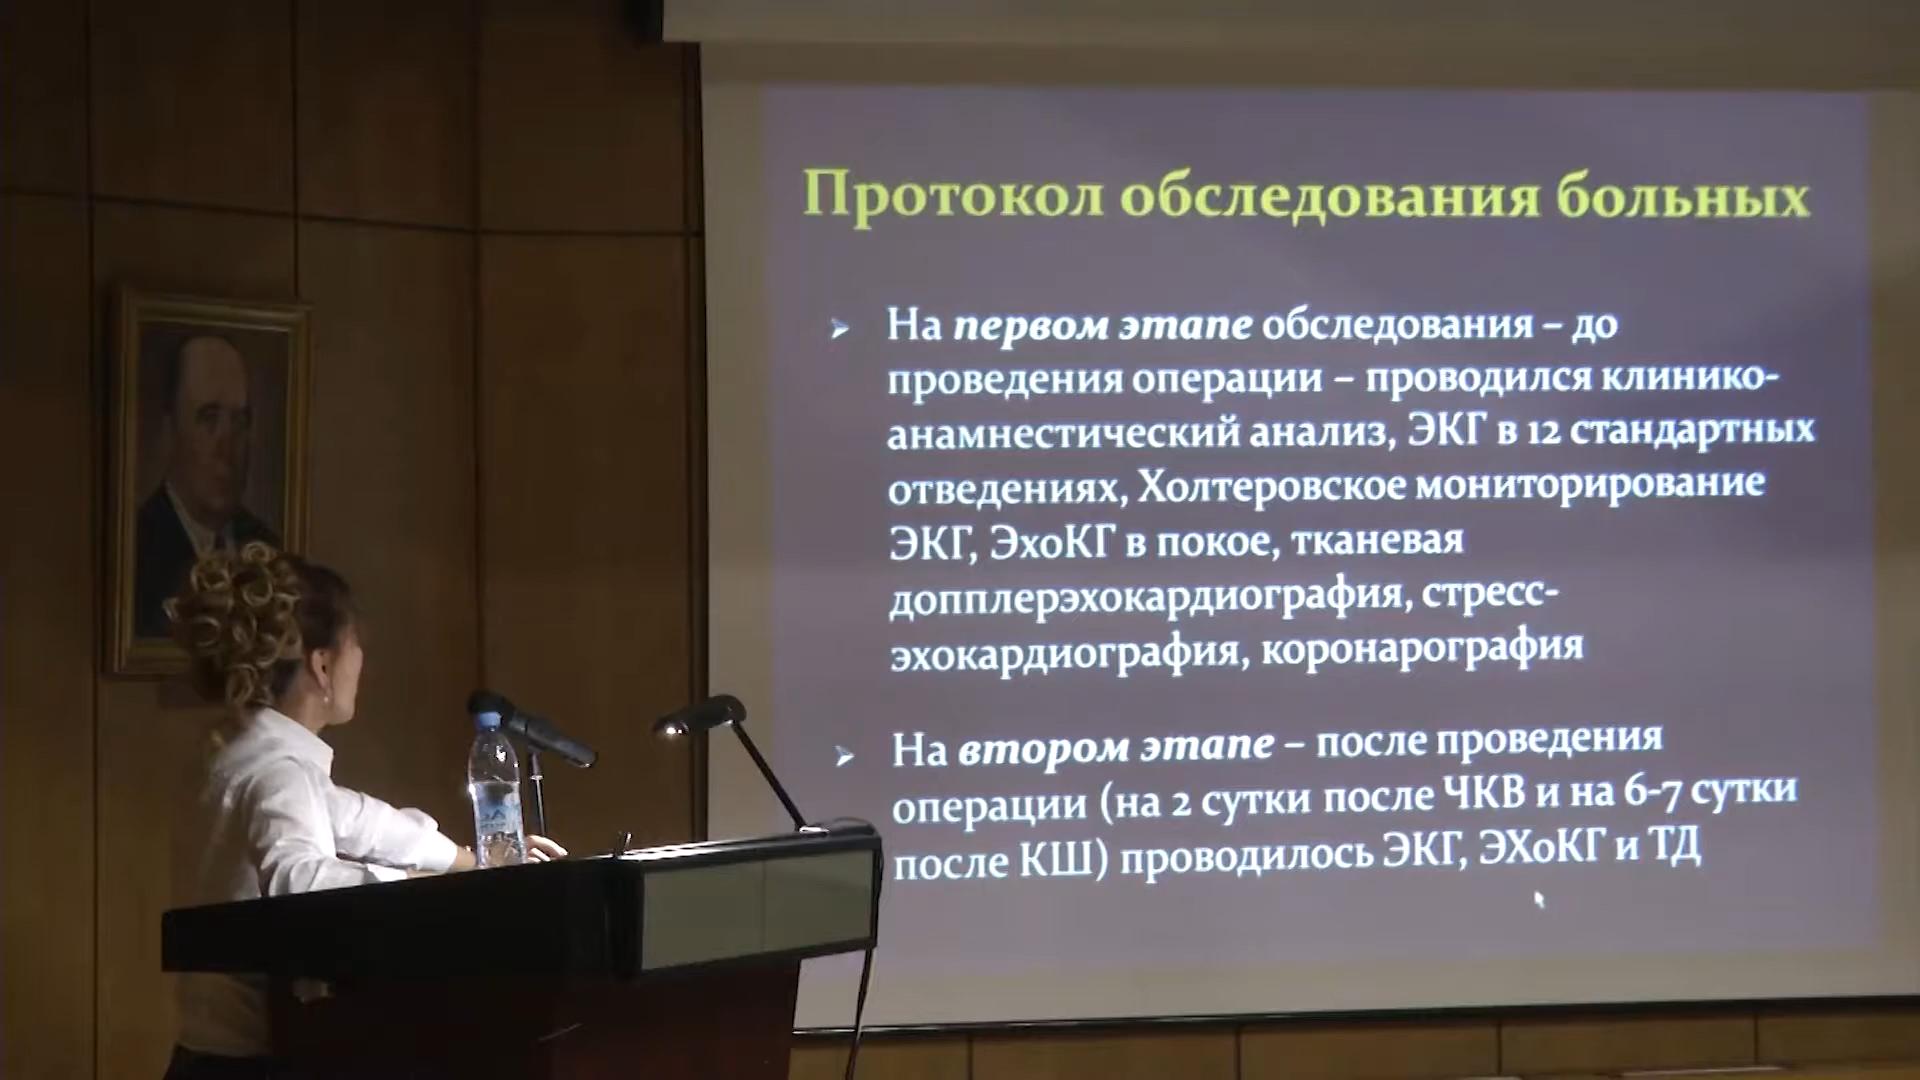 Протокол обследования больных
На первом этапе обследования – до
проведения операции – проводился клинико-
анамнестический анализ, ЭКГ в 12 стандартных
отведениях, Холтеровское мониторирование
ЭКГ, ЭхоКГ в покое, тканевая
допплерэхокардиография, стресс-
эхокардиография, коронарография
На втором этапе – после проведения
операции (на 2 сутки после ЧКВ и на 6-7 сутки
после КШ) проводилось ЭКГ, ЭХоКГ и ТД